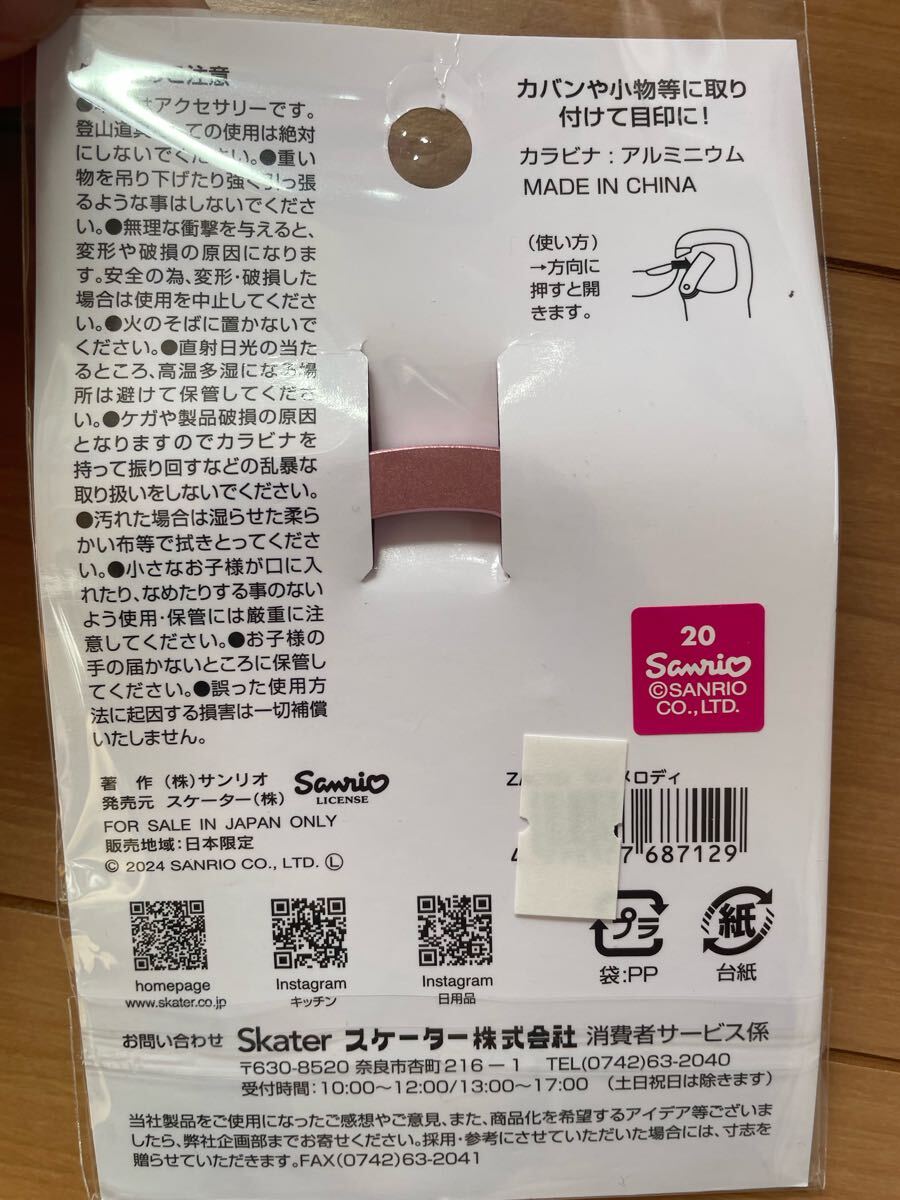 ご注意
アクセサリーです。
登山道具 ての使用は絶対
にしないでください。●重い
物を吊り下げたり強く引っ張
るような事はしないでくださ
い。●無理な衝撃を与えると、
変形や破損の原因になりま
す。安全の為、変形・破損した
場合は使用を中止してくださ
い。●火のそばに置かないで
ください。●直射日光の当た
るところ、高温多湿になる場
所は避けて保管してくださ
い。●ケガや製品破損の原因
となりますのでカラビナを
持って振り回すなどの乱暴な
取り扱いをしないでください。
●汚れた場合は湿らせた柔ら
かい布等で拭きとってくださ
い。●小さなお子様が口に入
れたり、なめたりする事のない
よう使用・保管には厳重に注
意してください。●お子様の
手の届かないところに保管し
てください。●誤った使用方
法に起因する損害は一切補償
いたしません。
カバンや小物等に取り
付けて目印に!
カラビナ:アルミニウム
MADE IN CHINA
(使い方)
→方向に
押すと開
きます。
20
Sanrio
©SANRIO
CO.,LTD.
著 作 (株)サンリオ
Sanrio
LICENSE
発売元 スケーター(株)
FOR SALE IN JAPAN ONLY
販売地域:日本限定
© 2024 SANRIO CO., LTD. Ⓛ
メロディ
7 687129
プラ
袋:PP
紙
台紙
homepage
www.skater.co.jp
Instagram
キッチン
Instagram
日用品
お問い合わせ Skater スケーター株式会社 消費者サービス係
〒630-8520 奈良市杏町216-1 TEL(0742)63-2040
受付時間:10:00~12:00/13:00~17:00 (土日祝日は除きます)
当社製品をご使用になったご感想やご意見、また、商品化を希望するアイデア等ございま
したら、弊社企画部までお寄せください。採用・参考にさせていただいた場合には、寸志を
贈らせていただきます。FAX(0742)63-2041